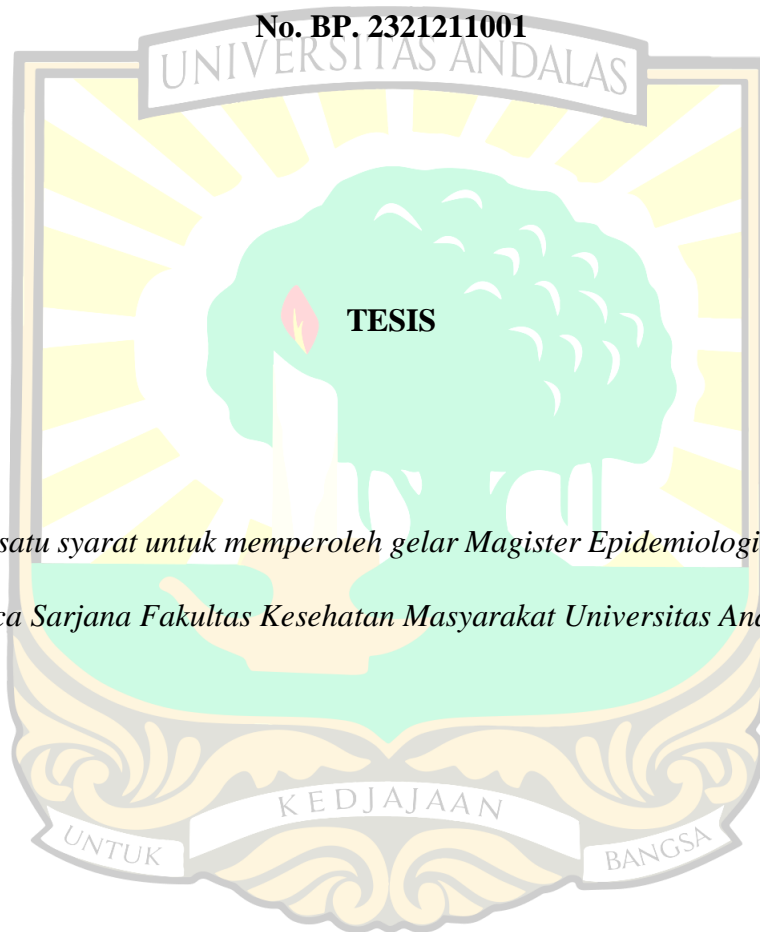 No. BP. 2321211001
UNIVERSITAS ANDALAS
TESIS
satu syarat untuk memperoleh gelar Magister Epidemiologi
ca Sarjana Fakultas Kesehatan Masyarakat Universitas And
KEDJAJAAN
UNTUK BANGSA